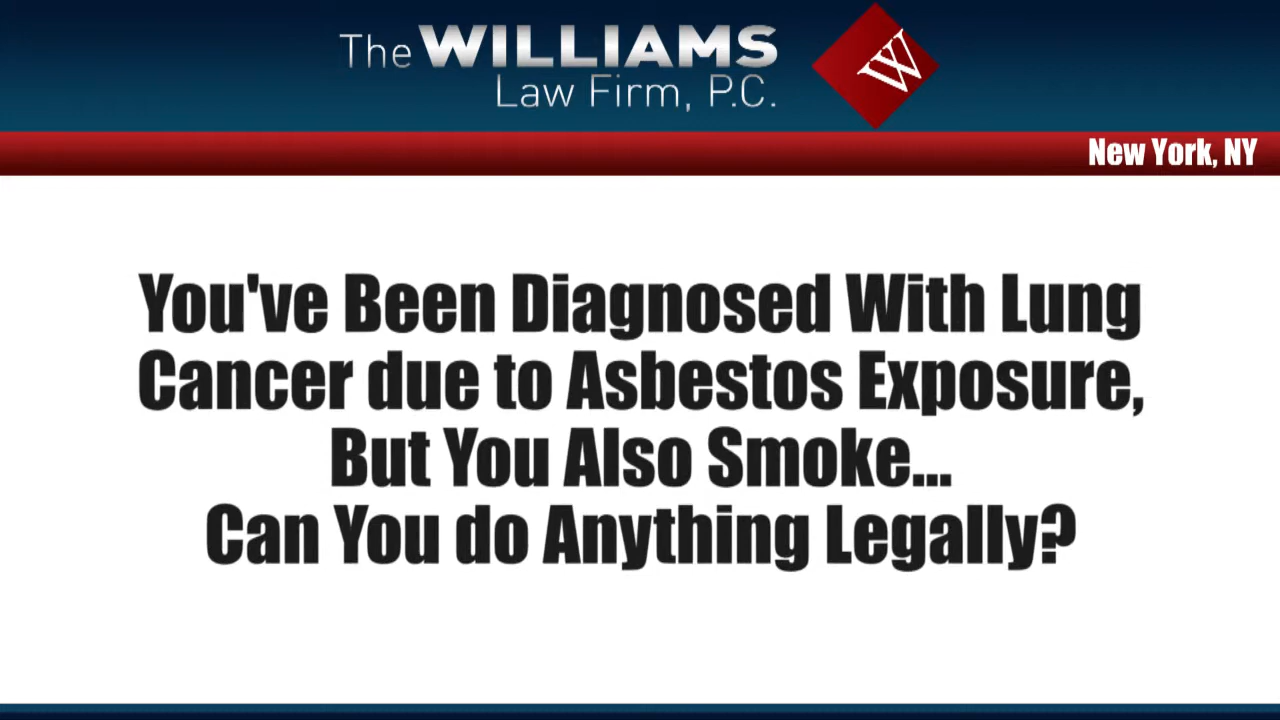 The WILLIAMS
Law Firm, P.C.
W
New York, NY
You've Been Diagnosed With Lung
Cancer due to Asbestos Exposure,
But You Also Smoke...
Can You do Anything Legally?